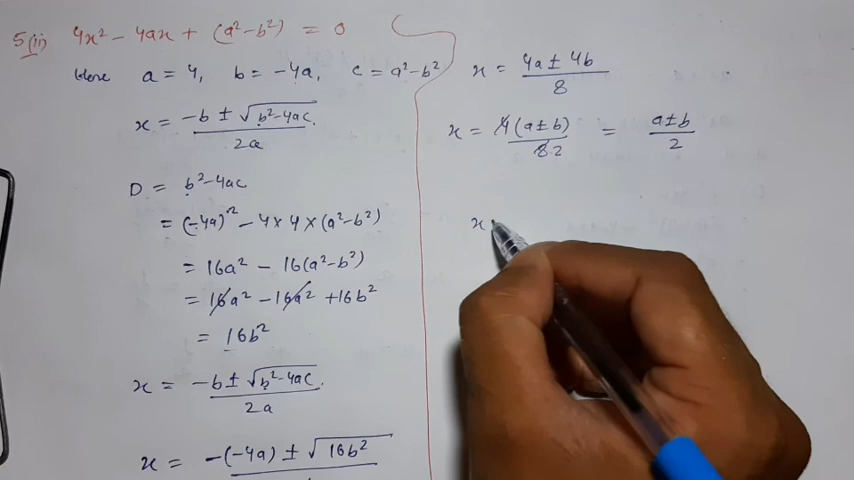 5(ii) 4x² - 4ax + (a² - b²) = 0
Here a = 4, b = -4a, c = a² - b²
x = (-b ± √(b² - 4ac)) / 2a
D = b² - 4ac
= (-4a)² - 4 × 4 × (a² - b²)
= 16a² - 16(a² - b²)
= 16a² - 16a² + 16b²
= 16b²
x = (-b ± √(b² - 4ac)) / 2a
x = -(-4a) ± √16b²
x = (4a ± 4b) / 8
x = 4(a ± b) / 8 2 = (a ± b) / 2
x